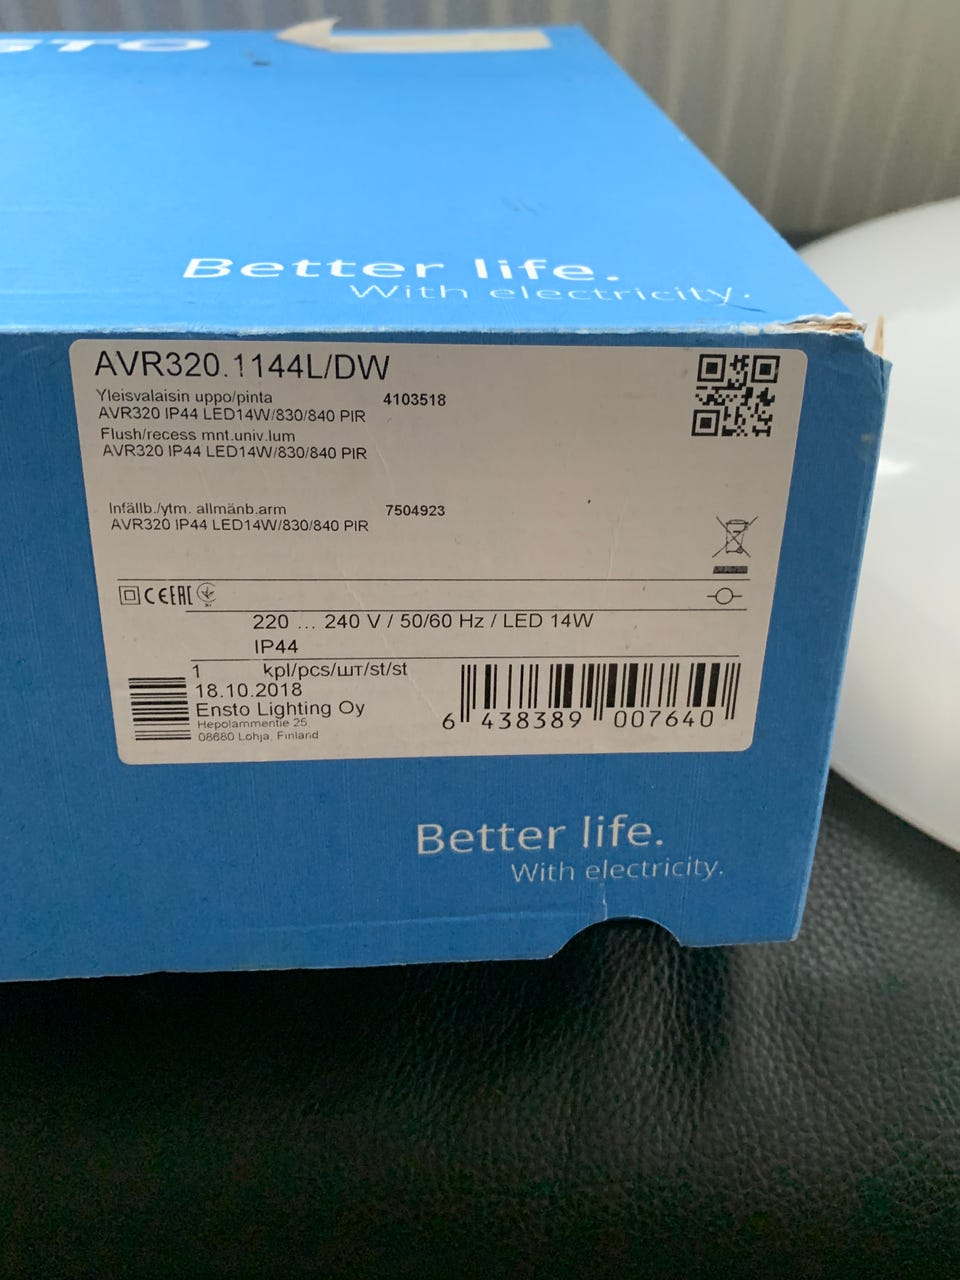 STO
Better life.
With electricity.
AVR320.1144L/DW
Yleisvalaisin uppo/pinta 4103518
AVR320 IP44 LED14W/830/840 PIR
Flush/recess mnt.univ.lum
AVR320 IP44 LED14W/830/840 PIR
Infällb./ytm. allmänb.arm 7504923
AVR320 IP44 LED14W/830/840 PIR
CE EAC
220 ... 240 V / 50/60 Hz / LED 14W
IP44
1 kpl/pcs/шт/st/st
18.10.2018
Ensto Lighting Oy
Hepolammentie 25,
08680 Lohja, Finland
6 438389 007640
Better life.
With electricity.